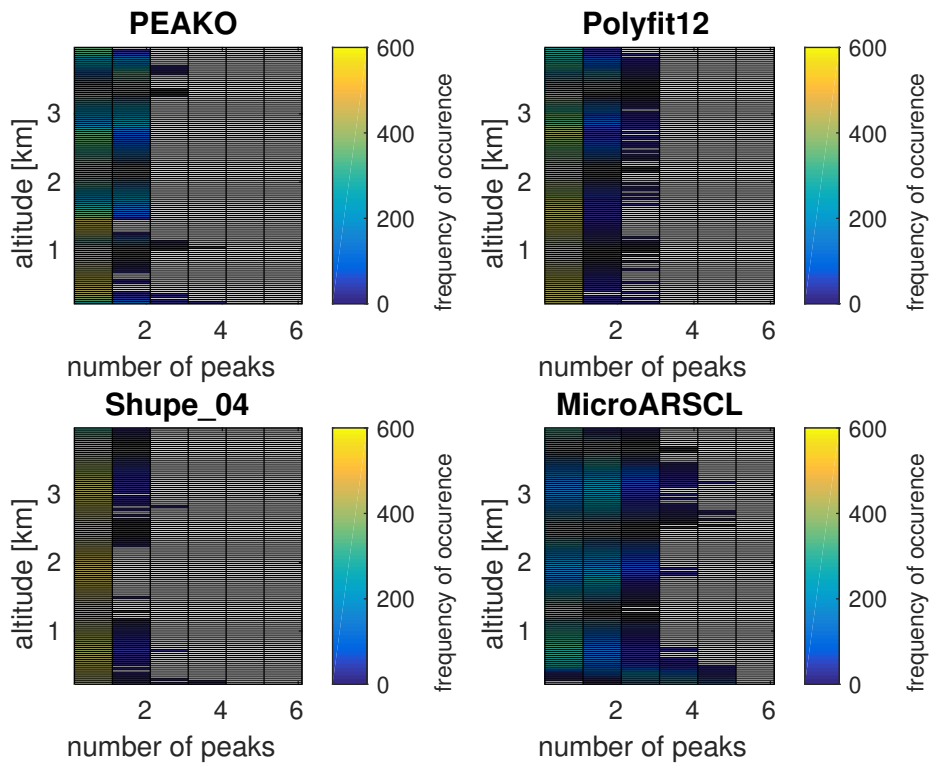 PEAKO
Polyfit12
altitude [km]
3
2
1
2
4
6
number of peaks
600
400
200
0
frequency of occurence
altitude [km]
3
2
1
2
4
6
number of peaks
600
400
200
0
frequency of occurence
Shupe_04
MicroARSCL
altitude [km]
3
2
1
2
4
6
number of peaks
600
400
200
0
frequency of occurence
altitude [km]
3
2
1
2
4
6
number of peaks
600
400
200
0
frequency of occurence